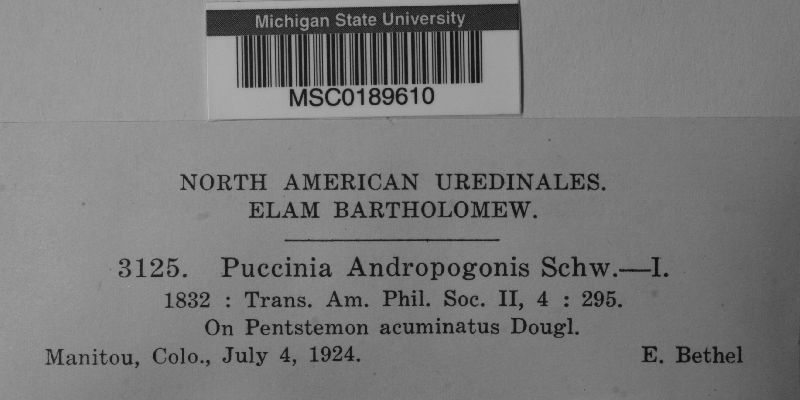 Michigan State University
MSC0189610
NORTH AMERICAN UREDINALES.
ELAM BARTHOLOMEW.
3125. Puccinia Andropogonis Schw.—I.
1832 : Trans. Am. Phil. Soc. II, 4 : 295.
On Pentstemon acuminatus Dougl.
Manitou, Colo., July 4, 1924. E. Bethel